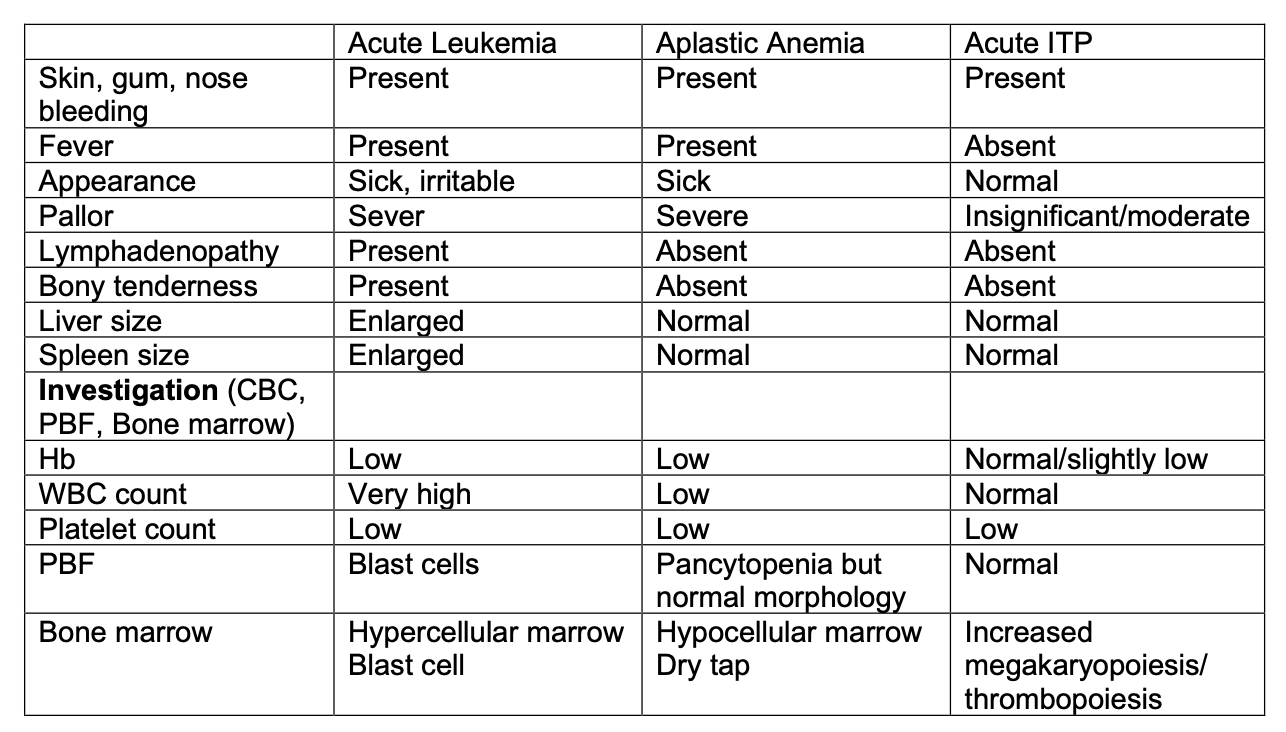 Acute Leukemia Aplastic Anemia Acute ITP
Skin, gum, nose Present Present Present
bleeding
Fever Present Present Absent
Appearance Sick, irritable Sick Normal
Pallor Sever Severe Insignificant/moderate
Lymphadenopathy Present Absent Absent
Bony tenderness Present Absent Absent
Liver size Enlarged Normal Normal
Spleen size Enlarged Normal Normal
Investigation (CBC,
PBF, Bone marrow)
Hb Low Low Normal/slightly low
WBC count Very high Low Normal
Platelet count Low Low Low
PBF Blast cells Pancytopenia but Normal
normal morphology
Bone marrow Hypercellular marrow Hypocellular marrow Increased
Blast cell Dry tap megakaryopoiesis/
thrombopoiesis